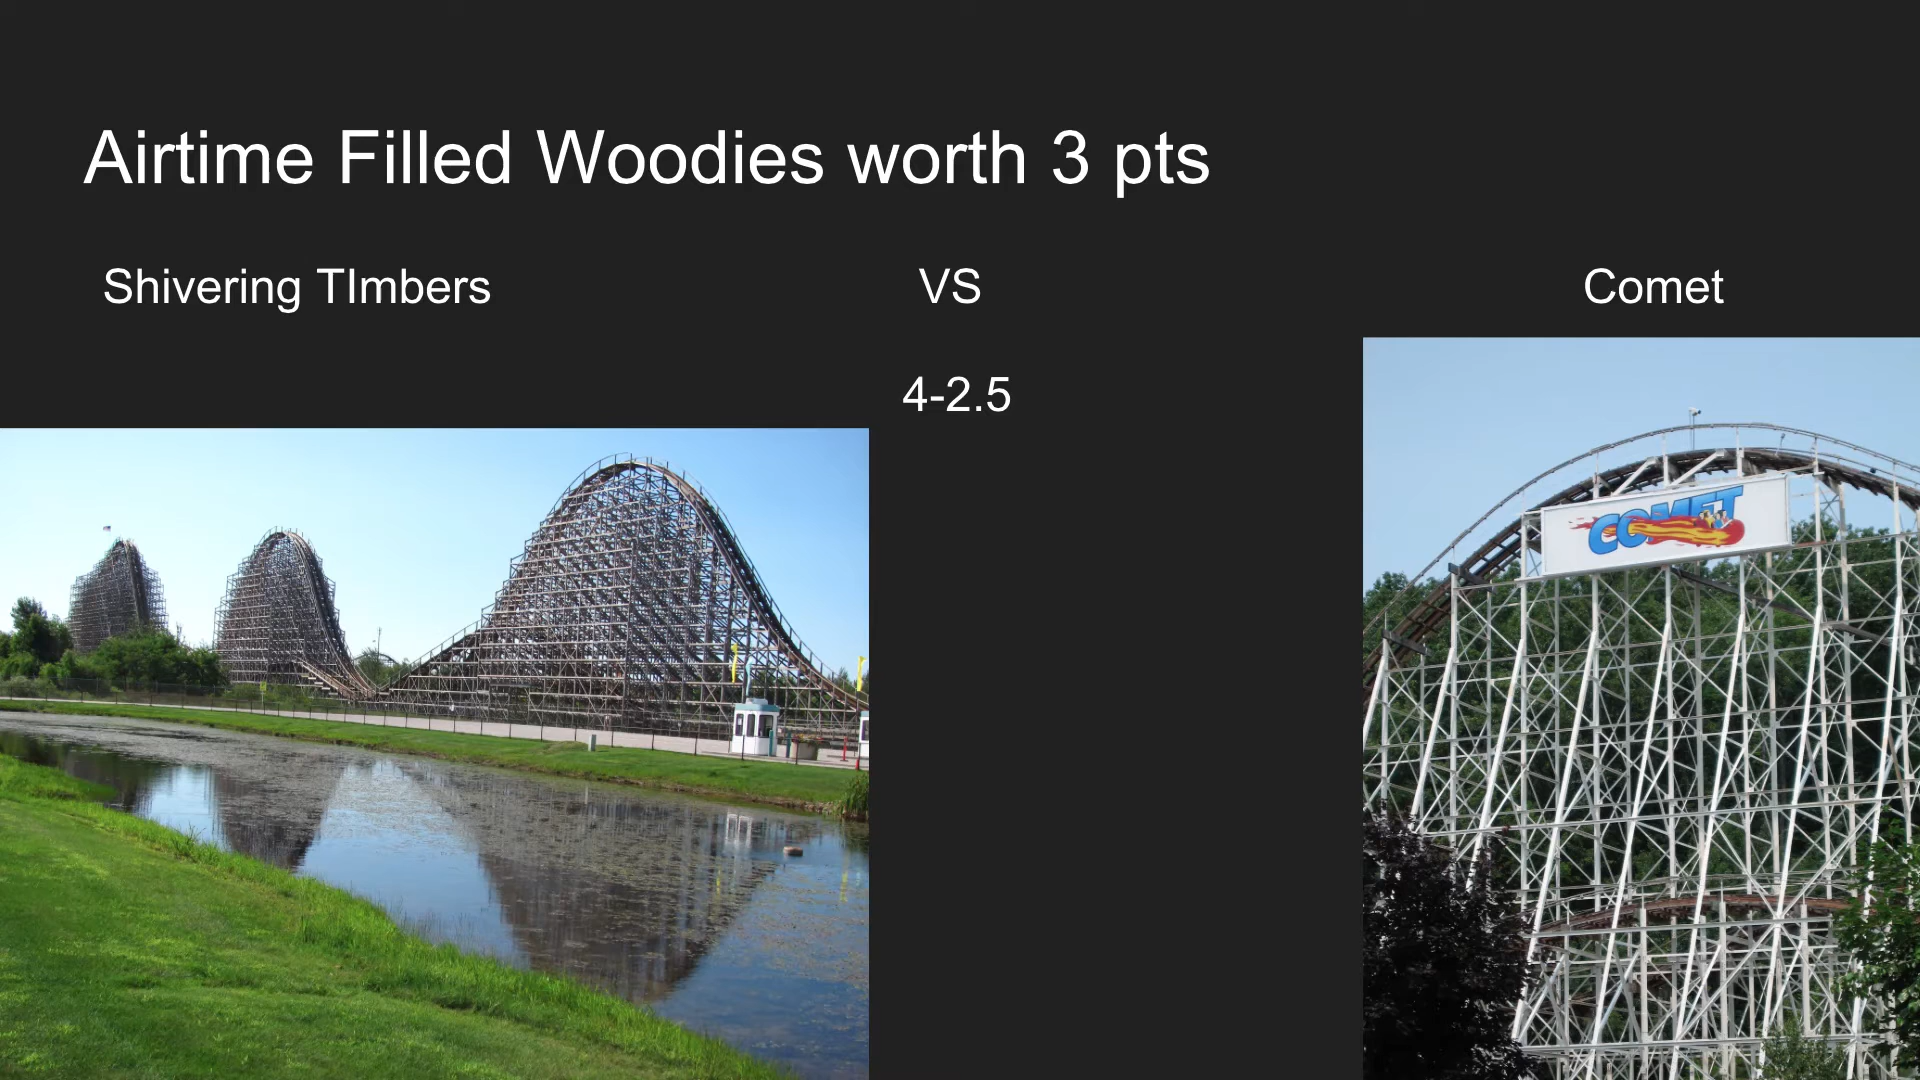 Airtime Filled Woodies worth 3 pts
Shivering TImbers
VS
Comet
4-2.5
COMET